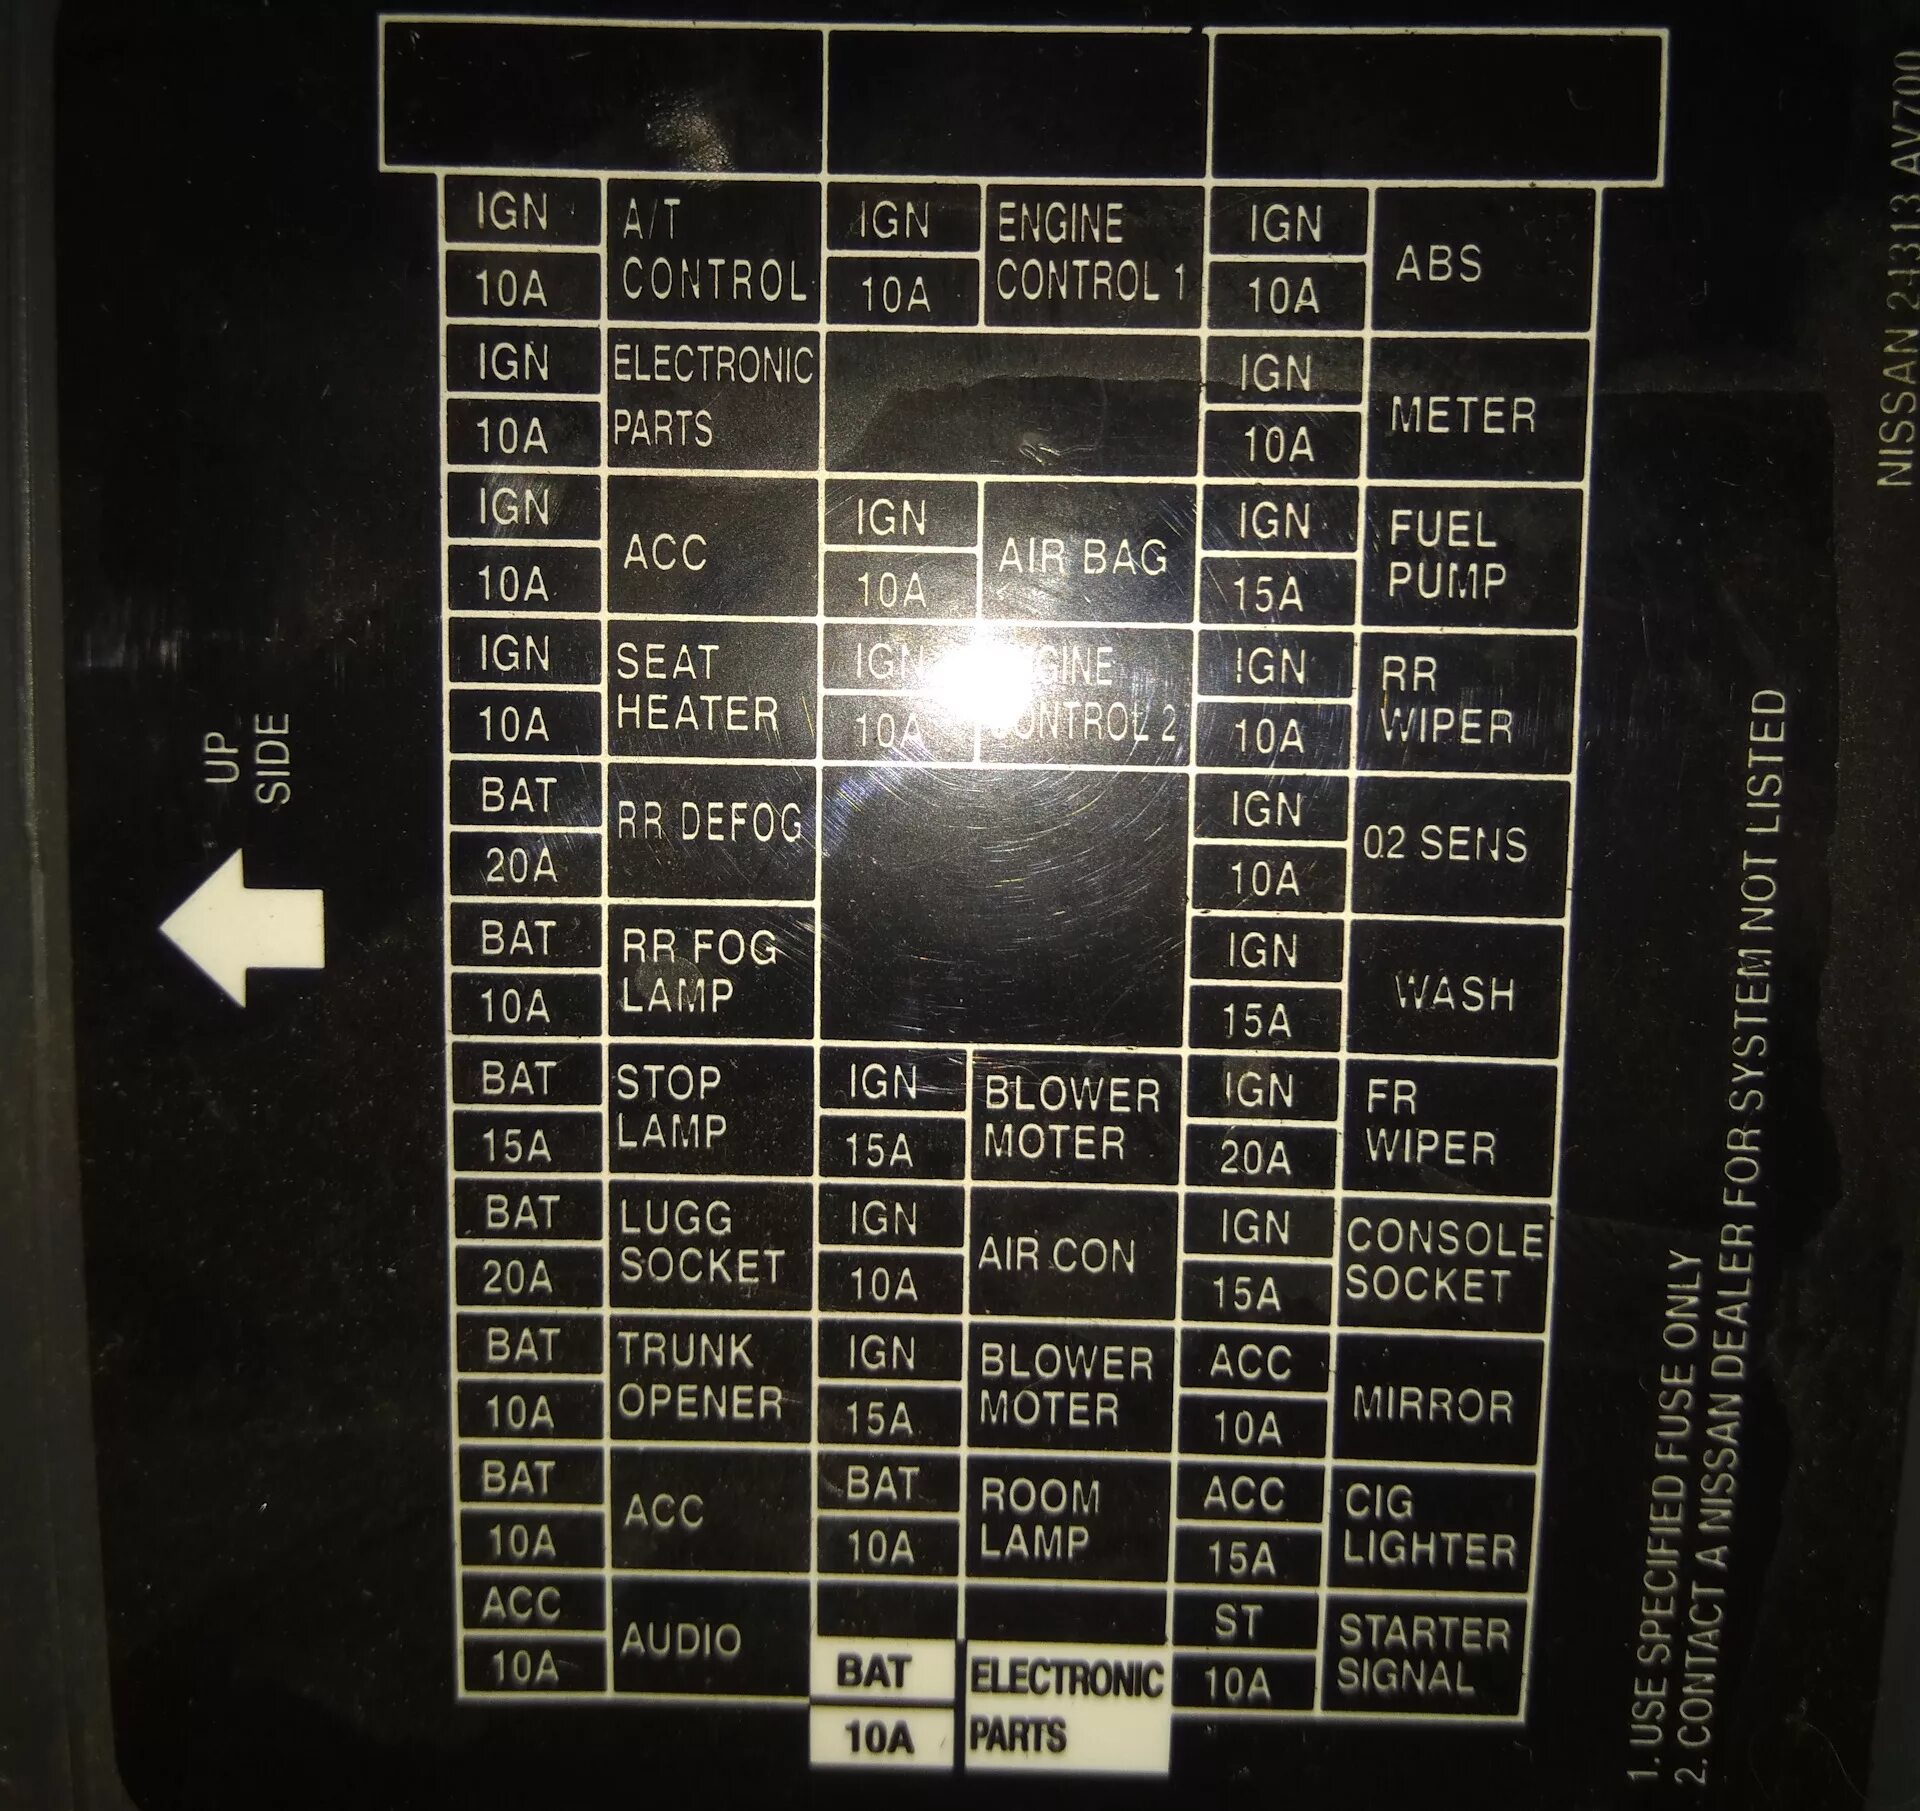 IGN
10A
A/T
CONTROL
IGN
10A
ENGINE
CONTROL 1
IGN
10A
ABS
IGN
10A
ELECTRONIC
PARTS
IGN
10A
METER
IGN
10A
ACC
IGN
10A
AIR BAG
IGN
15A
FUEL
PUMP
IGN
10A
SEAT
HEATER
IGN
10A
2
IGN
10A
RR
WIPER
BAT
20A
RR DEFOG
IGN
10A
O2 SENS
BAT
10A
RR FOG
LAMP
IGN
15A
WASH
BAT
15A
STOP
LAMP
IGN
15A
BLOWER
MOTER
IGN
20A
FR
WIPER
BAT
20A
LUGG
SOCKET
IGN
10A
AIR CON
IGN
15A
CONSOLE
SOCKET
BAT
10A
TRUNK
OPENER
IGN
15A
BLOWER
MOTER
ACC
10A
MIRROR
BAT
10A
ACC
BAT
10A
ROOM
LAMP
ACC
15A
CIG
LIGHTER
ACC
10A
AUDIO
BAT
10A
ELECTRONIC
PARTS
ST
10A
STARTER
SIGNAL
UP
SIDE
1. USE SPECIFIED FUSE ONLY
2. CONTACT A NISSAN DEALER FOR SYSTEM NOT LISTED
NISSAN 24313 AV700